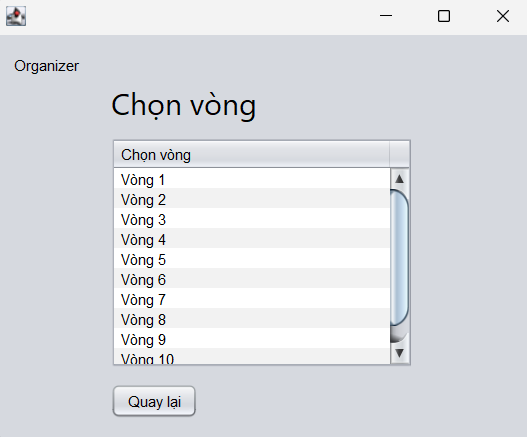 Organizer
Chọn vòng
Chọn vòng
Vòng 1
Vòng 2
Vòng 3
Vòng 4
Vòng 5
Vòng 6
Vòng 7
Vòng 8
Vòng 9
Vòng 10
Quay lại